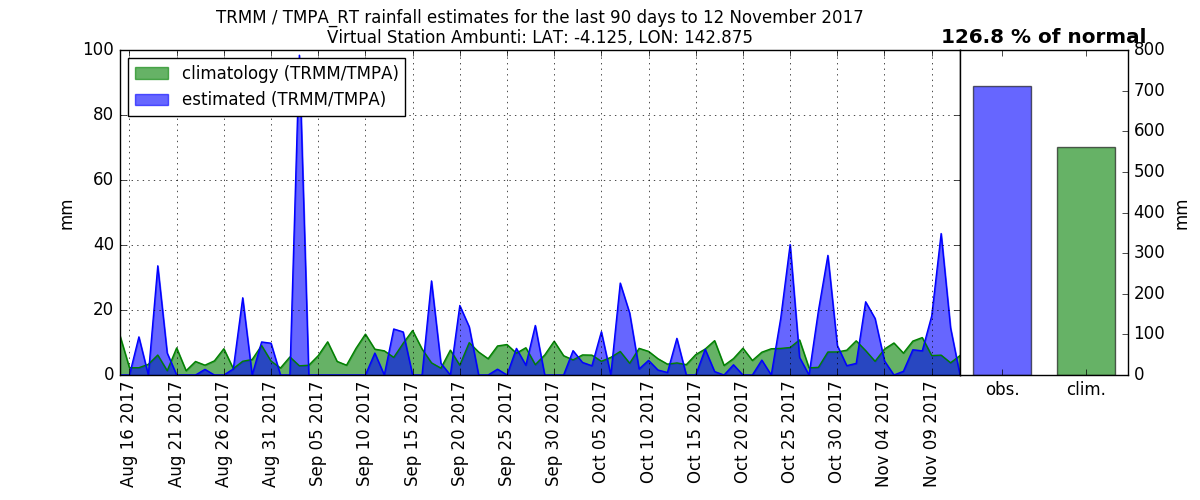 TRMM / TMPA_RT rainfall estimates for the last 90 days to 12 November 2017
Virtual Station Ambunti: LAT: -4.125, LON: 142.875
126.8 % of normal
climatology (TRMM/TMPA)
estimated (TRMM/TMPA)
100
80
60
40
20
0
mm
Aug 16 2017
Aug 21 2017
Aug 26 2017
Aug 31 2017
Sep 05 2017
Sep 10 2017
Sep 15 2017
Sep 20 2017
Sep 25 2017
Sep 30 2017
Oct 05 2017
Oct 10 2017
Oct 15 2017
Oct 20 2017
Oct 25 2017
Oct 30 2017
Nov 04 2017
Nov 09 2017
800
700
600
500
400
300
200
100
0
mm
obs.
clim.